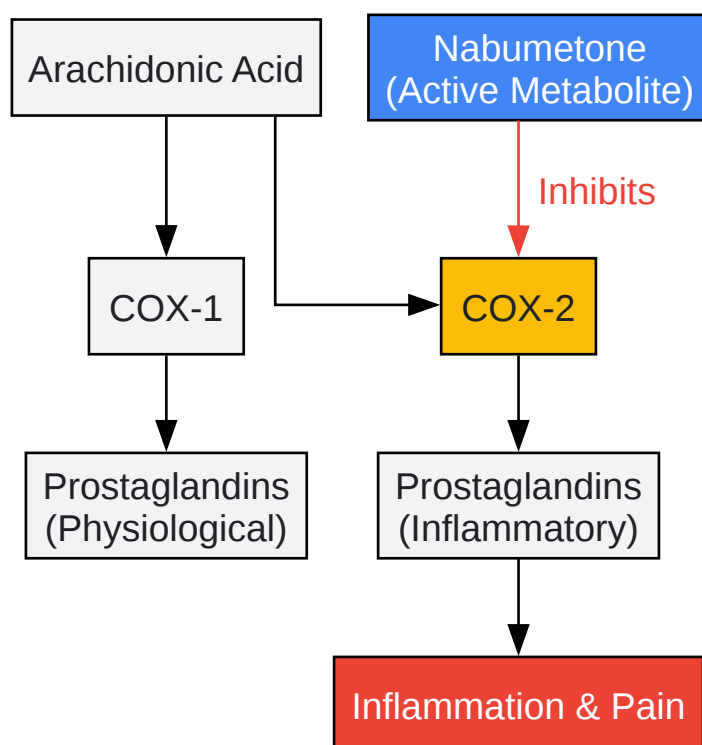 Arachidonic Acid
Nabumetone
(Active Metabolite)
Inhibits
COX-1
COX-2
Prostaglandins
(Physiological)
Prostaglandins
(Inflammatory)
Inflammation & Pain